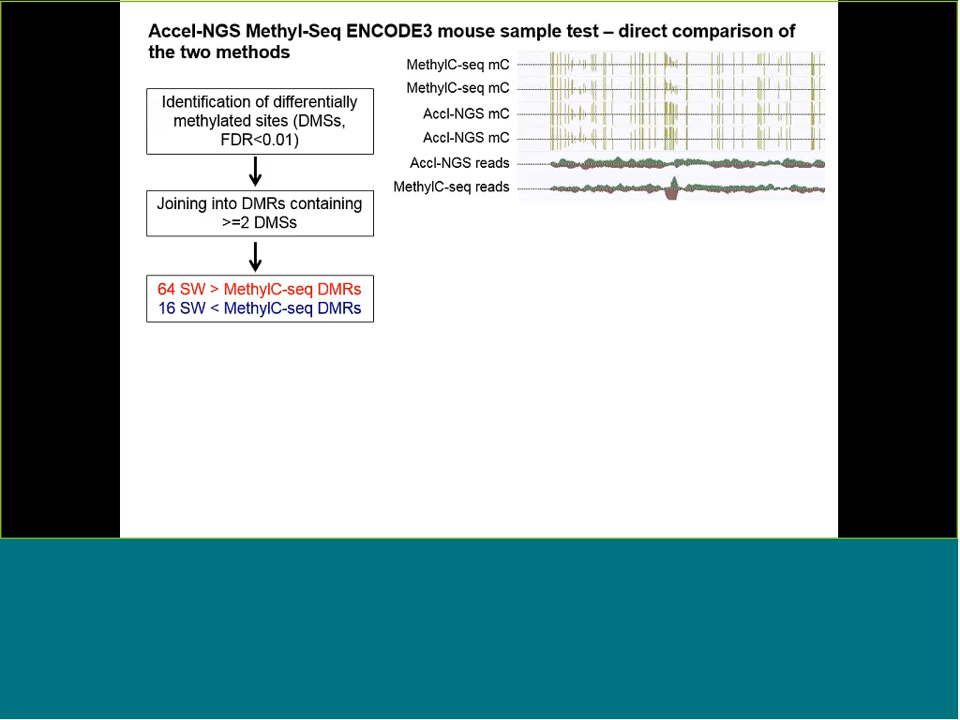 Accel-NGS Methyl-Seq ENCODE3 mouse sample test – direct comparison of
the two methods
Identification of differentially
methylated sites (DMSs,
FDR<0.01)
Joining into DMRs containing
>=2 DMSs
64 SW > MethylC-seq DMRs
16 SW < MethylC-seq DMRs
MethylC-seq mC
MethylC-seq mC
Accl-NGS mC
Accl-NGS mC
Accl-NGS reads
MethylC-seq reads